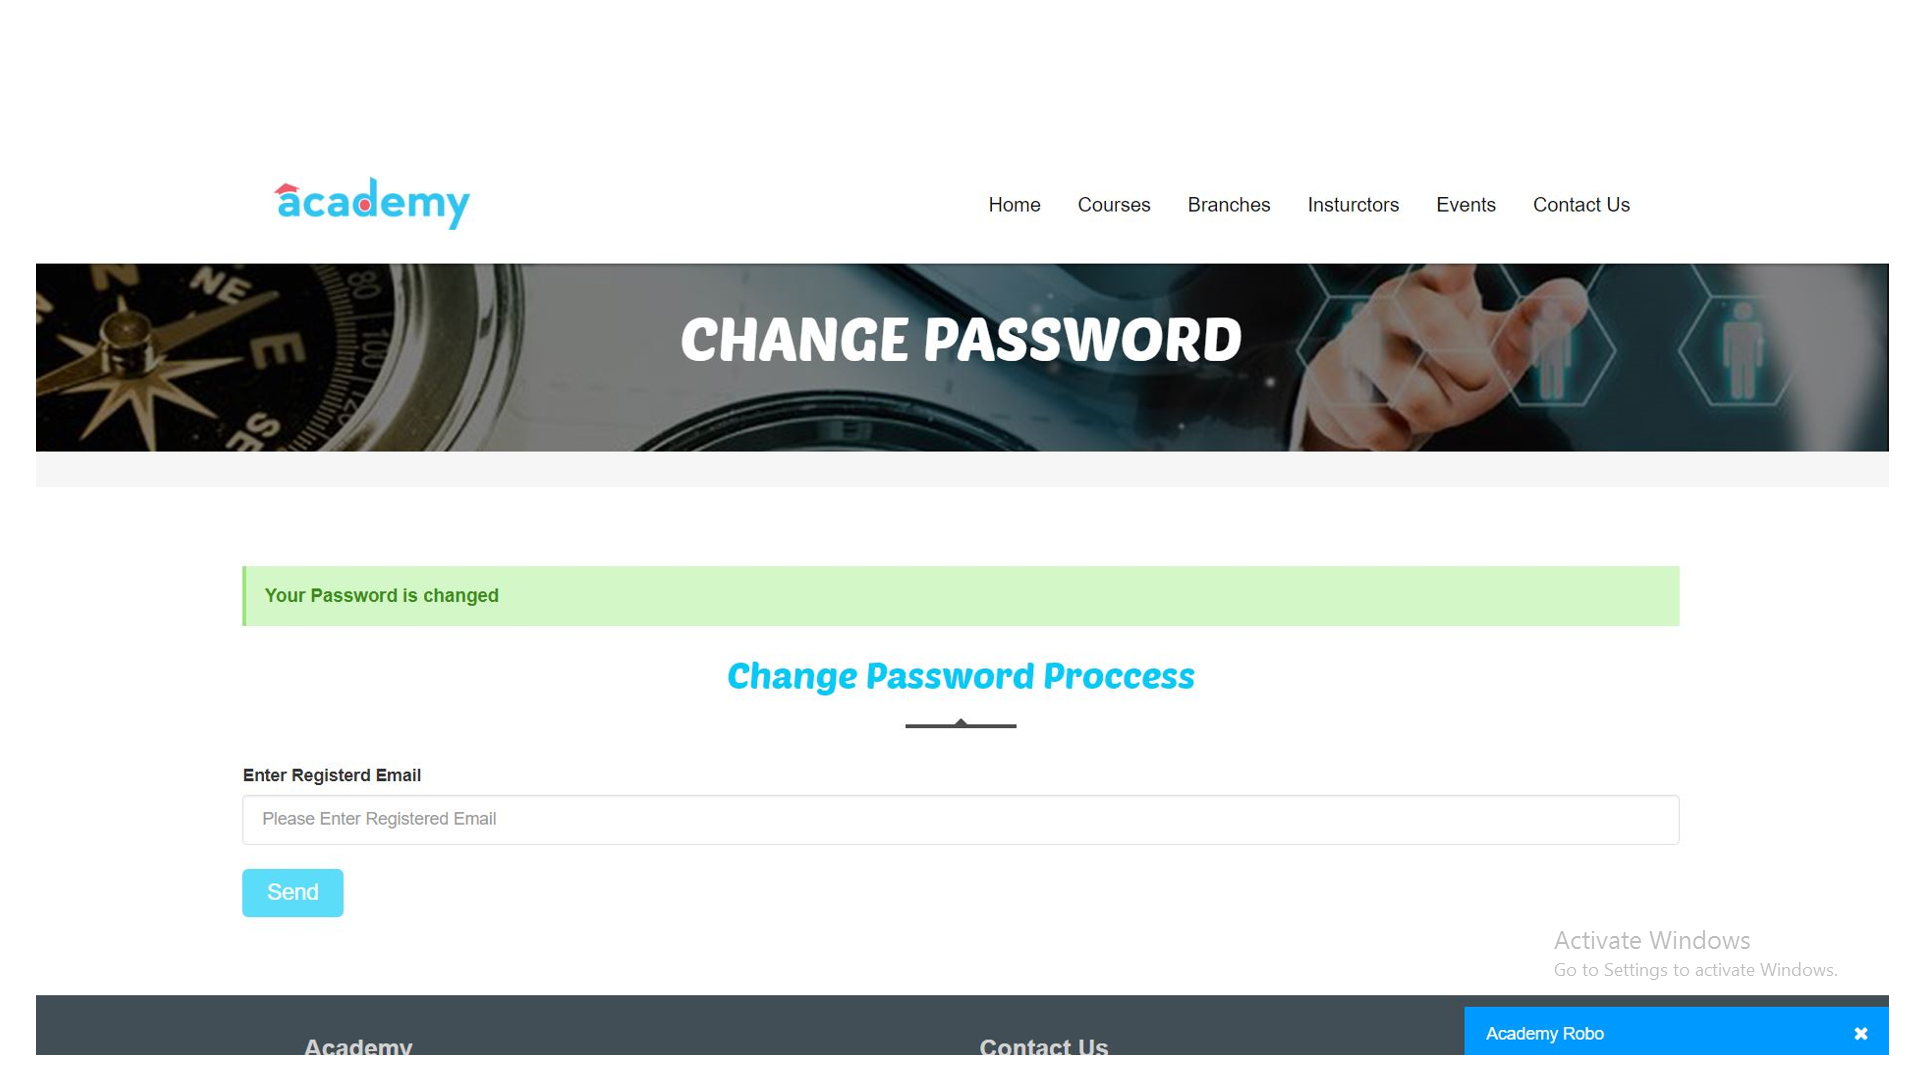 academy
Home Courses Branches Insturctors Events Contact Us
N NE E SE
80 100 120
CHANGE PASSWORD
Your Password is changed
Change Password Proccess
Enter Registerd Email
Please Enter Registered Email
Send
Activate Windows
Go to Settings to activate Windows.
Academy Contact Us
Academy Robo